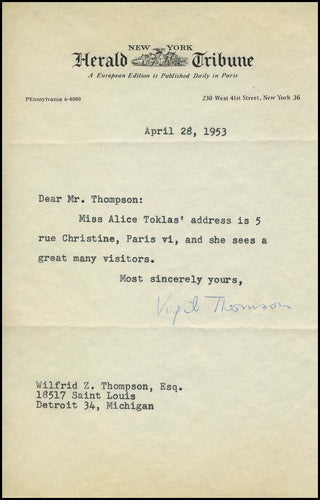 NEW YORK
Herald Tribune
A European Edition is Published Daily in Paris
PEnnsylvania 6-4000 230 West 41st Street, New York 36
April 28, 1953
Dear Mr. Thompson:
Miss Alice Toklas' address is 5
rue Christine, Paris vi, and she sees a
great many visitors.
Most sincerely yours,
Virgil Thomson
Wilfrid Z. Thompson, Esq.
18517 Saint Louis
Detroit 34, Michigan